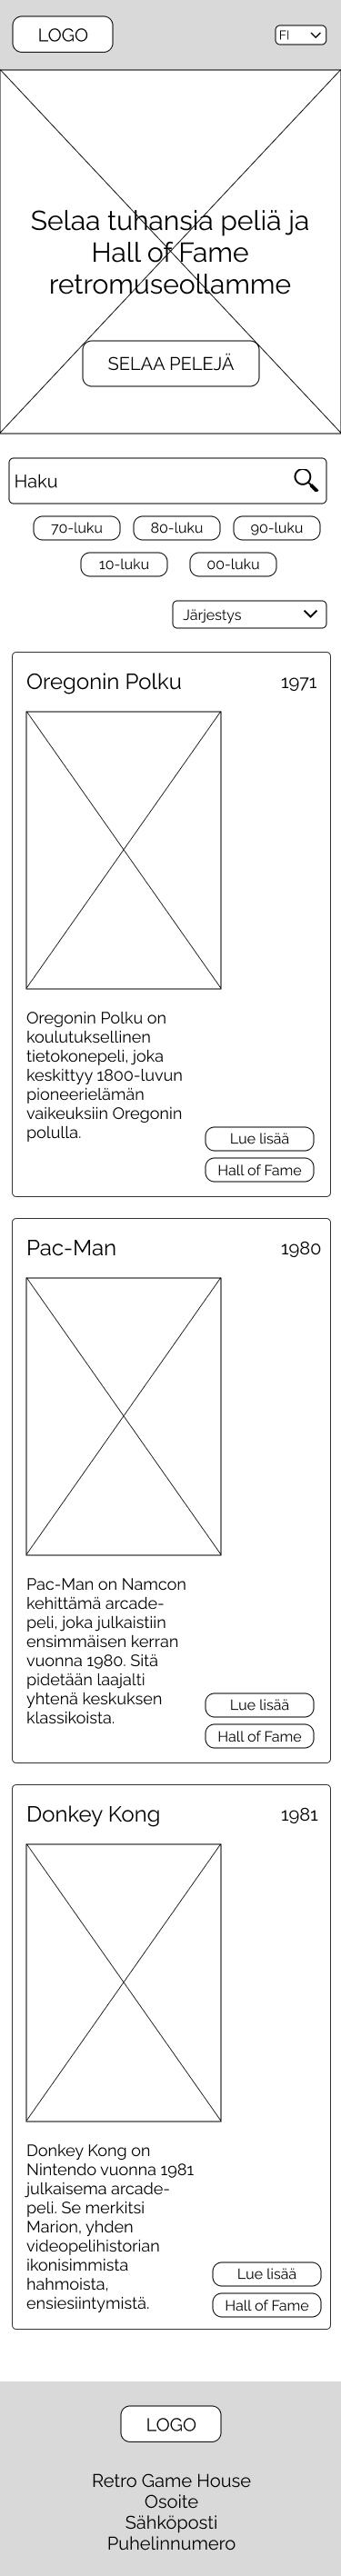 LOGO
FI
Selaa tuhansia peliä ja
Hall of Fame
retromuseollamme
SELAA PELEJÄ
Haku
70-luku
80-luku
90-luku
10-luku
00-luku
Järjestys
Oregonin Polku
1971
Oregonin Polku on
koulutuksellinen
tietokonepeli, joka
keskittyy 1800-luvun
pioneerielämän
vaikeuksiin Oregonin
polulla.
Lue lisää
Hall of Fame
Pac-Man
1980
Pac-Man on Namcon
kehittämä arcade-
peli, joka julkaistiin
ensimmäisen kerran
vuonna 1980. Sitä
pidetään laajalti
yhtenä keskuksen
klassikoista.
Lue lisää
Hall of Fame
Donkey Kong
1981
Donkey Kong on
Nintendo vuonna 1981
julkaisema arcade-
peli. Se merkitsi
Marion, yhden
videopelihistorian
ikonisimmista
hahmoista,
ensiesiintymistä.
Lue lisää
Hall of Fame
LOGO
Retro Game House
Osoite
Sähköposti
Puhelinnumero